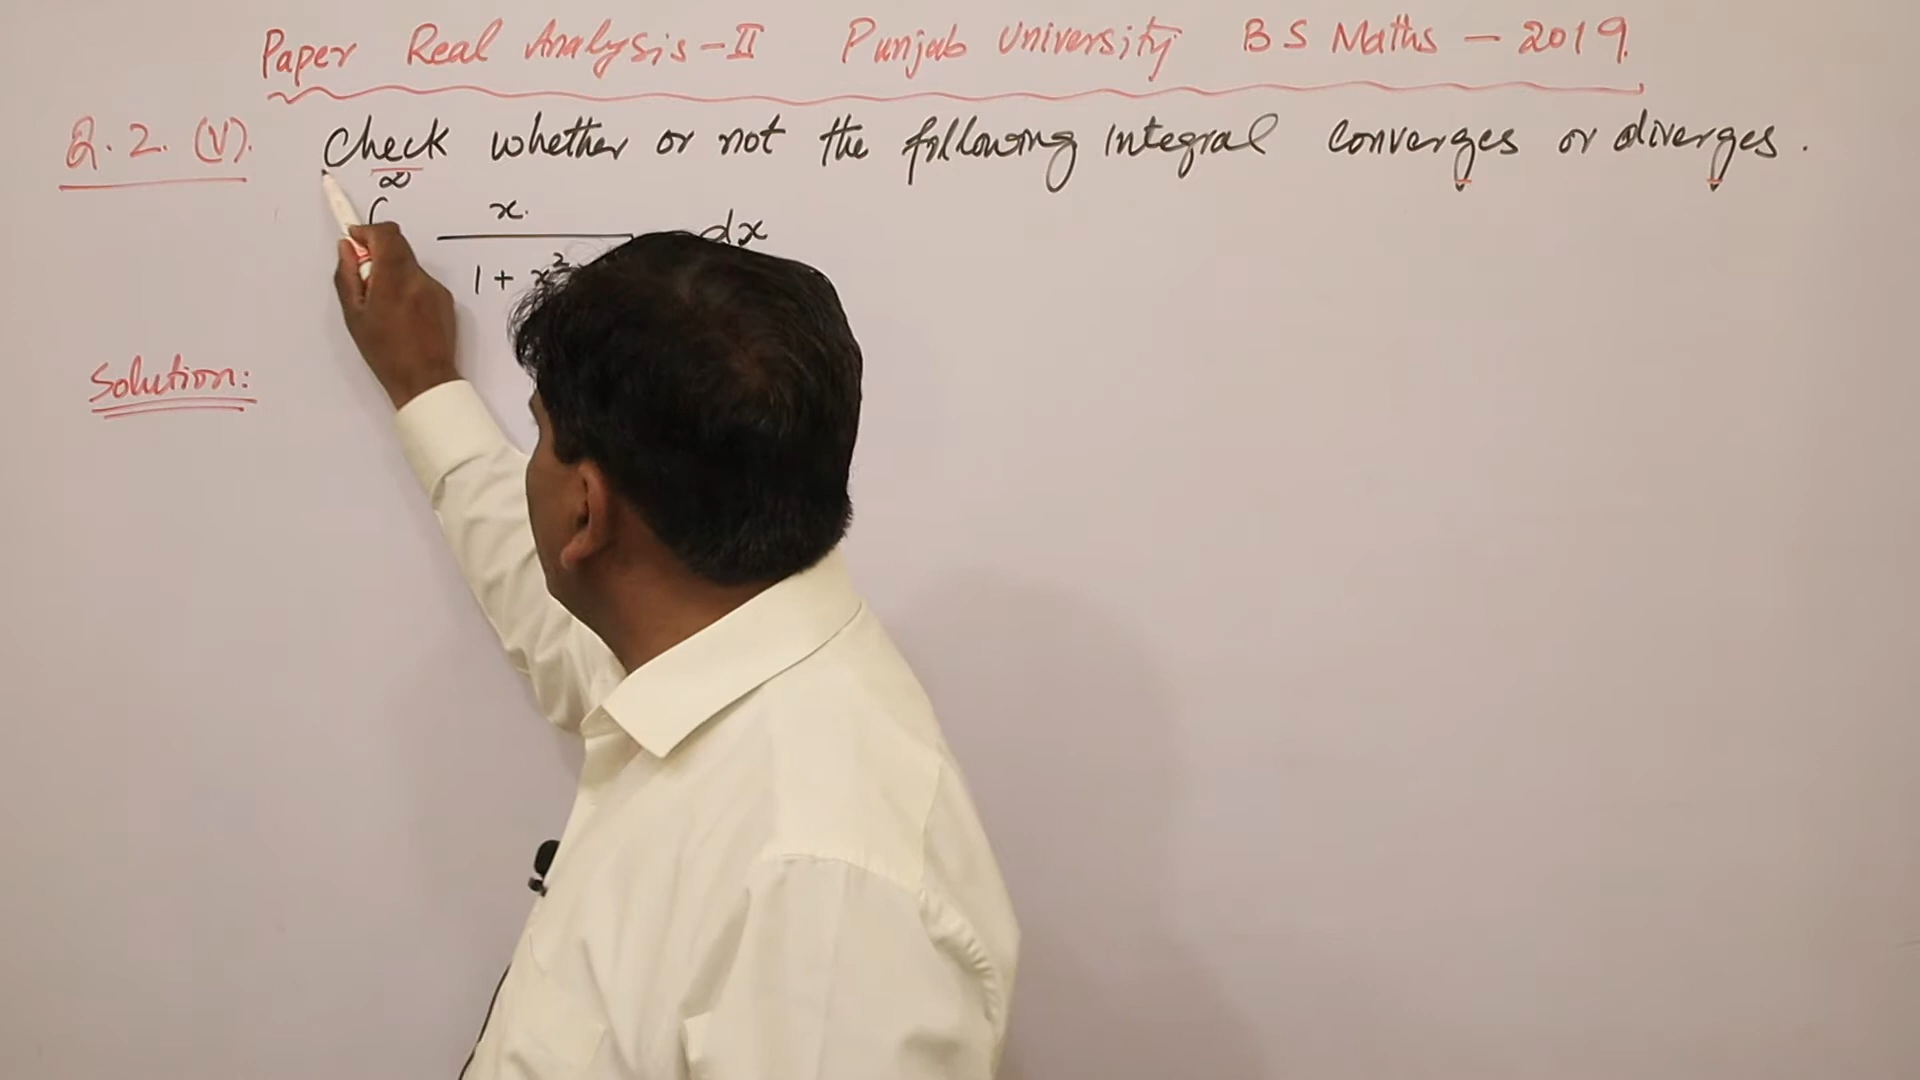 Paper Real Analysis-II Punjab University BS Maths - 2019.
Q.2.(V). Check whether or not the following integral converges or diverges.
∞
∫ x dx
1 + x²
Solution: